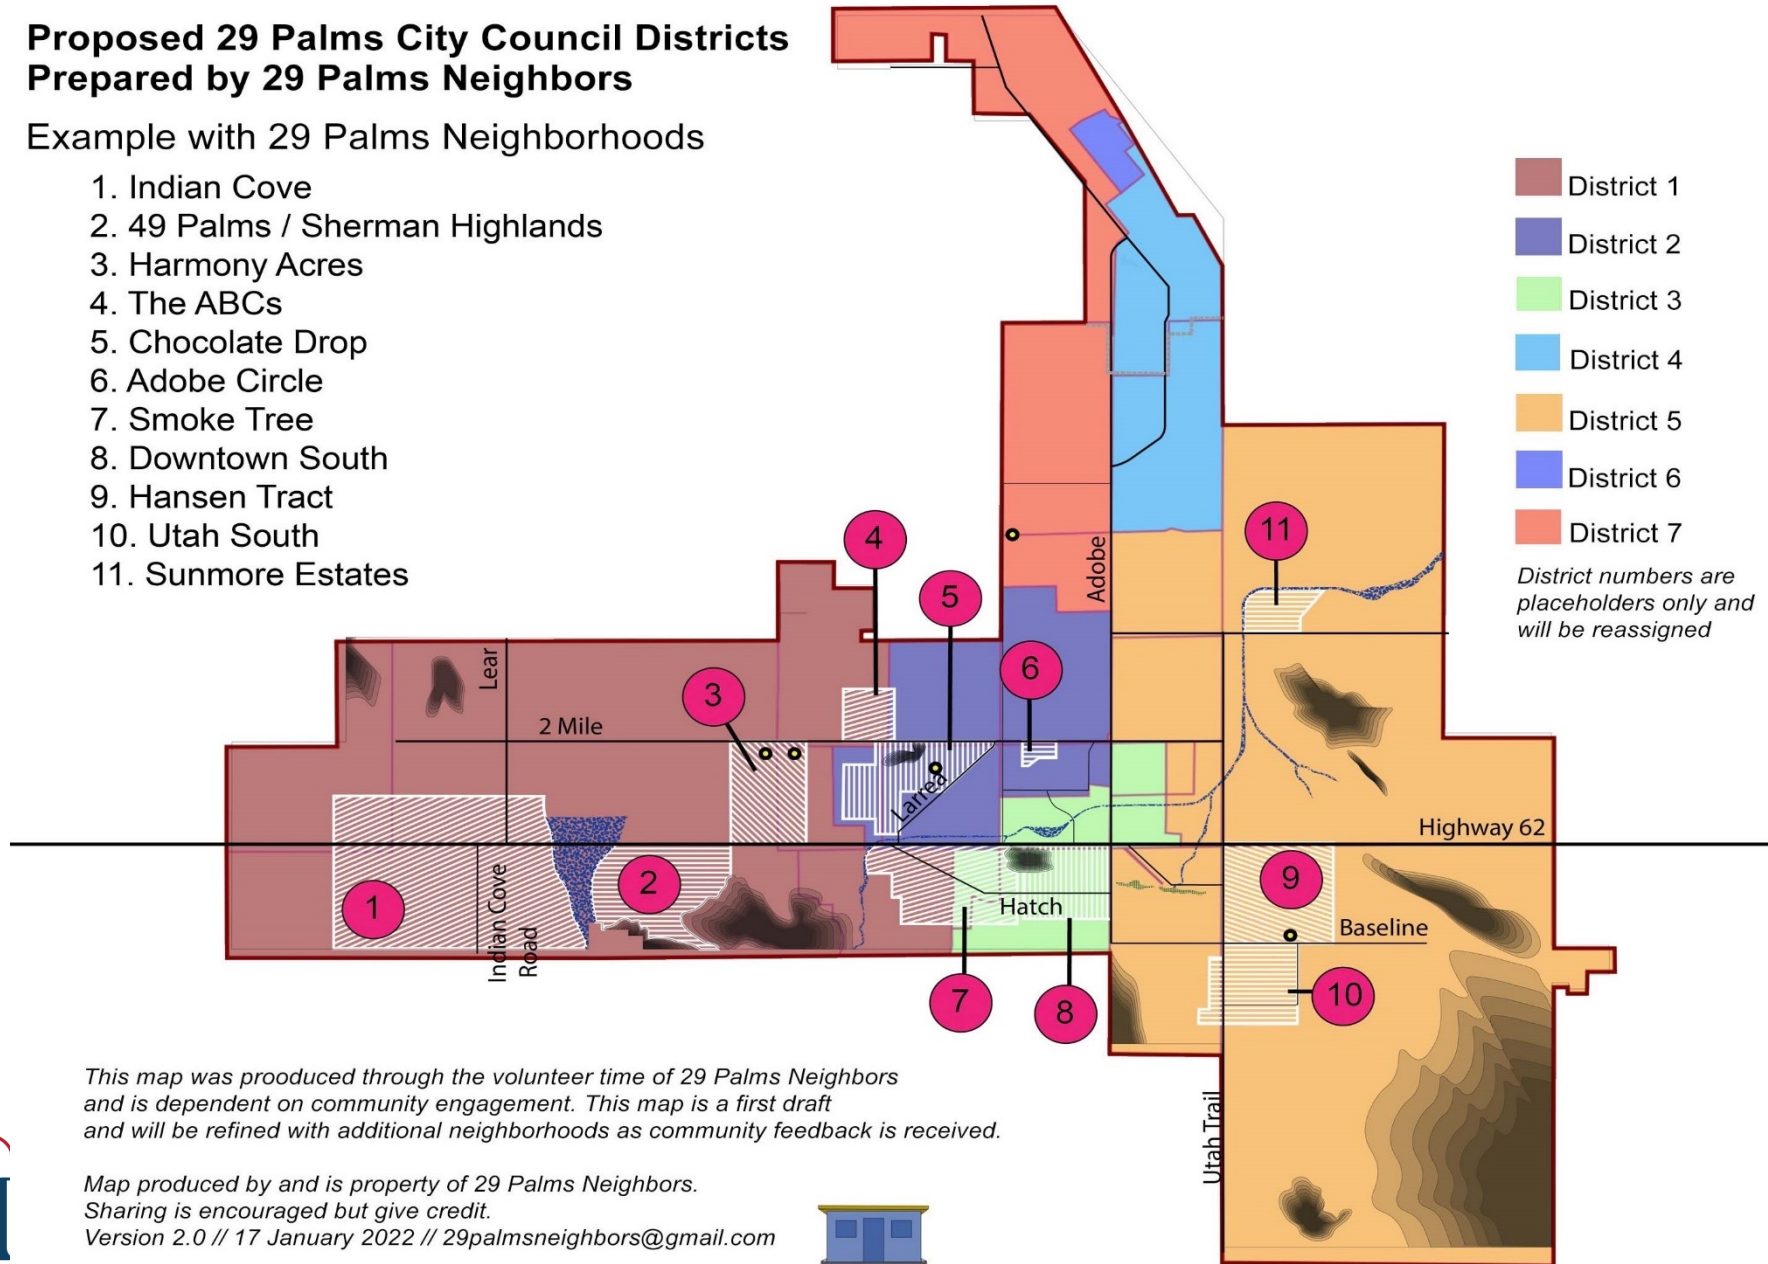 Proposed 29 Palms City Council Districts
Prepared by 29 Palms Neighbors
Example with 29 Palms Neighborhoods
1. Indian Cove
2. 49 Palms / Sherman Highlands
3. Harmony Acres
4. The ABCs
5. Chocolate Drop
6. Adobe Circle
7. Smoke Tree
8. Downtown South
9. Hansen Tract
10. Utah South
11. Sunmore Estates
District 1
District 2
District 3
District 4
District 5
District 6
District 7
District numbers are
placeholders only and
will be reassigned
4
5
11
Adobe
6
3
Lear
2 Mile
Larrea
Highway 62
1
2
9
Indian Cove
Road
Hatch
Baseline
7
8
10
Utah Trail
This map was prooduced through the volunteer time of 29 Palms Neighbors
and is dependent on community engagement. This map is a first draft
and will be refined with additional neighborhoods as community feedback is received.
Map produced by and is property of 29 Palms Neighbors.
Sharing is encouraged but give credit.
Version 2.0 // 17 January 2022 // 29palmsneighbors@gmail.com